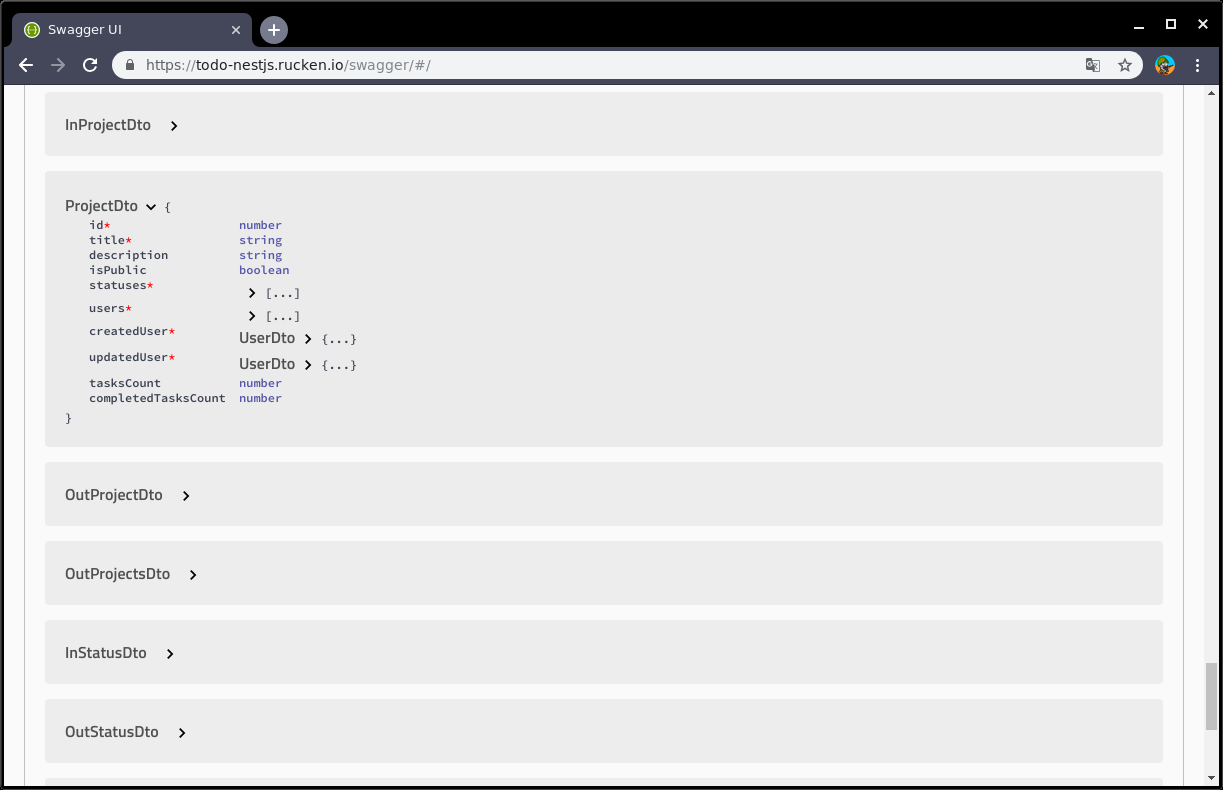 Swagger UI
https://todo-nestjs.rucken.io/swagger/#/
InProjectDto
ProjectDto {
id* number
title* string
description string
isPublic boolean
statuses* [...]
users* [...]
createdUser* UserDto {...}
updatedUser* UserDto {...}
tasksCount number
completedTasksCount number
}
OutProjectDto
OutProjectsDto
InStatusDto
OutStatusDto